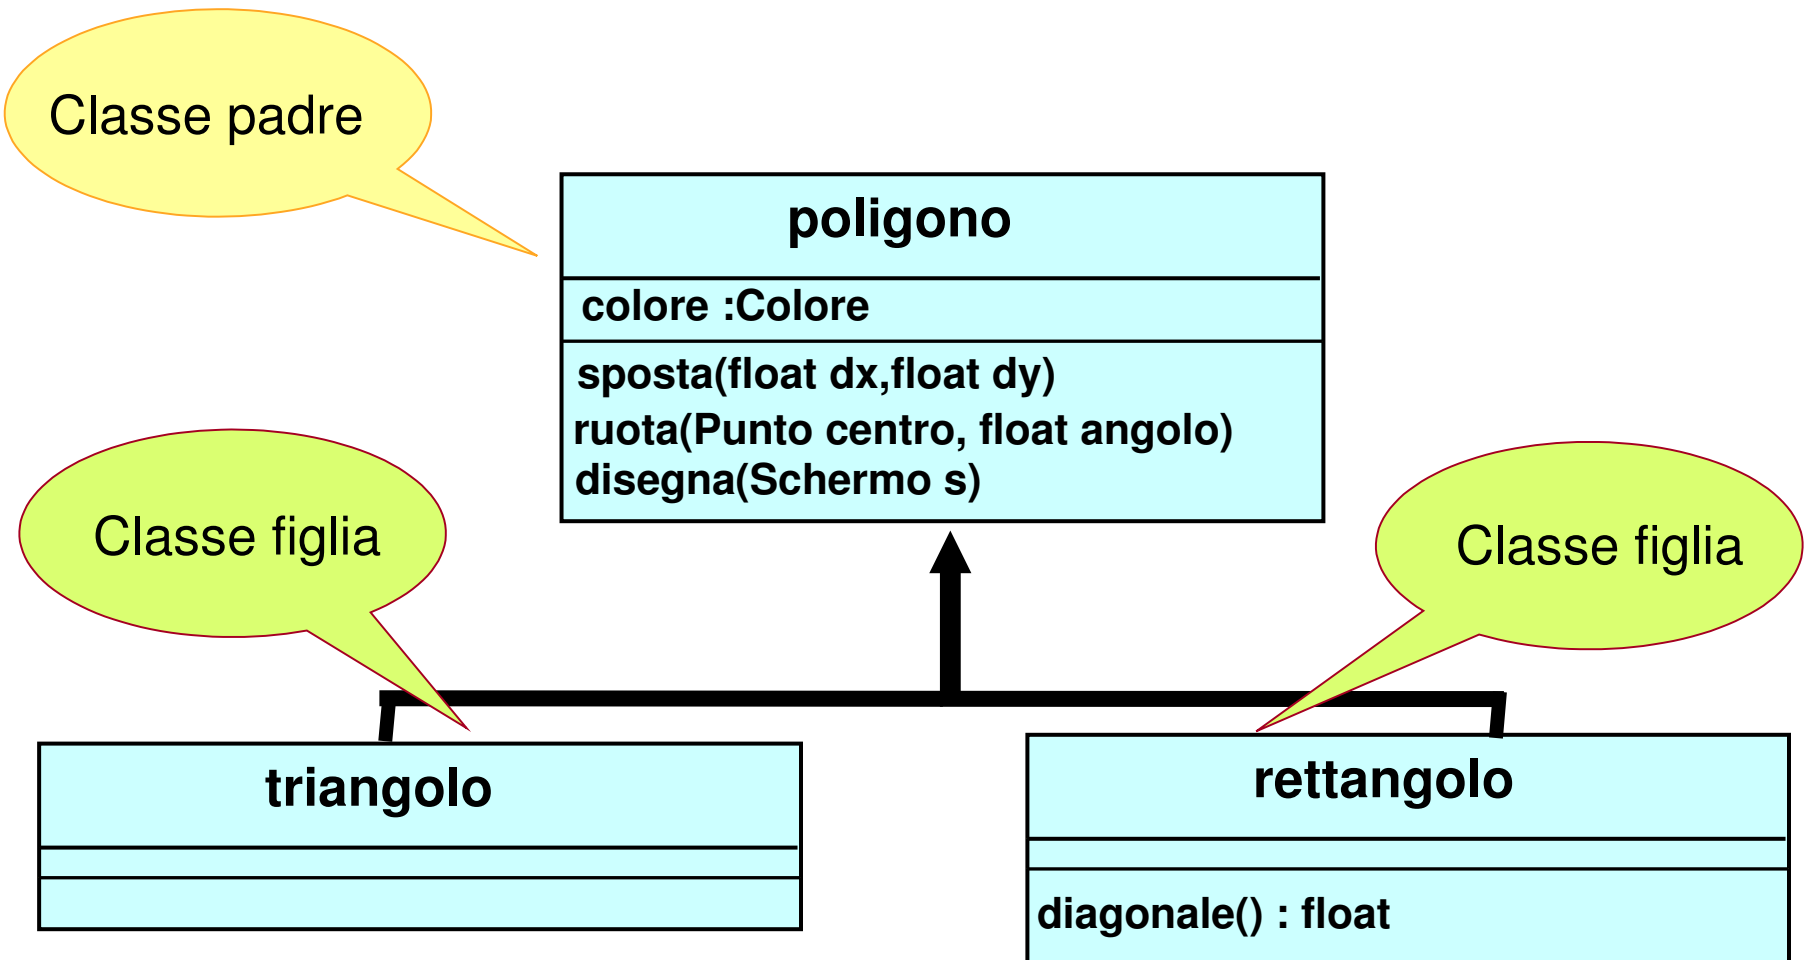 Classe padre
poligono
colore :Colore
sposta(float dx,float dy)
ruota(Punto centro, float angolo)
disegna(Schermo s)
Classe figlia
Classe figlia
triangolo
rettangolo
diagonale() : float